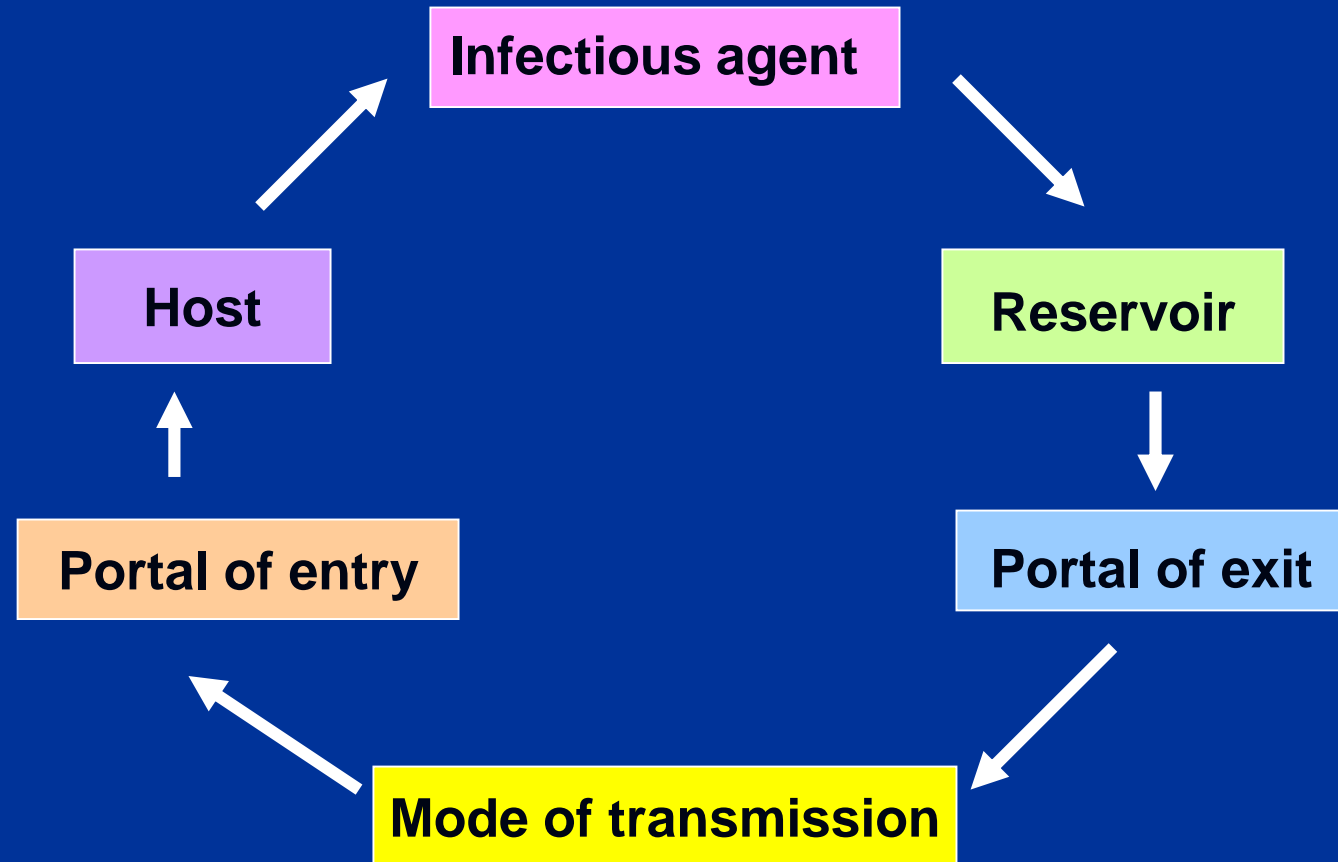 Infectious agent
Host
Reservoir
Portal of entry
Portal of exit
Mode of transmission